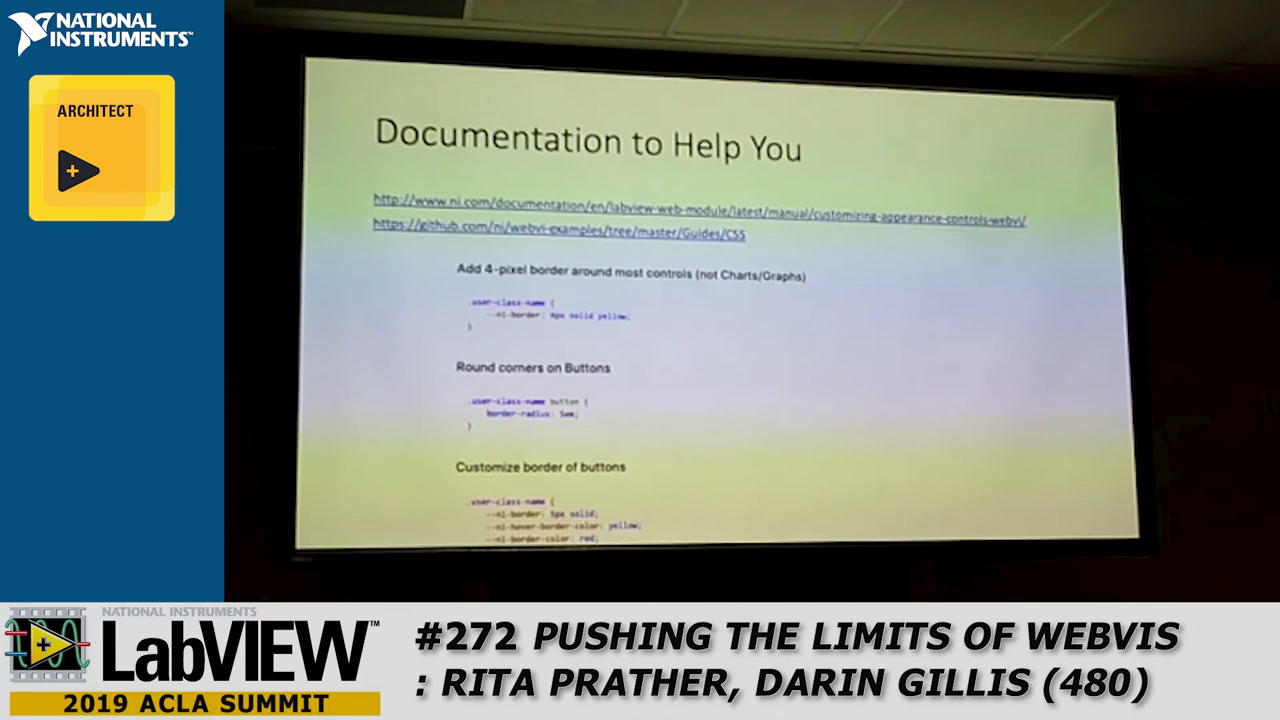 NATIONAL
INSTRUMENTS™
ARCHITECT
Documentation to Help You
http://www.ni.com/documentation/en/labview-web-module/latest/manual/customizing-appearance-controls-webvi/
https://github.com/ni/webvi-examples/tree/master/Guides/CSS
Add 4-pixel border around most controls (not Charts/Graphs)
.user-class-name {
--ni-border: 4px solid yellow;
}
Round corners on Buttons
.user-class-name button {
border-radius: 5em;
}
Customize border of buttons
.user-class-name {
--ni-border: 5px solid;
--ni-hover-border-color: yellow;
--ni-border-color: red;
NATIONAL INSTRUMENTS
LabVIEW™
2019 ACLA SUMMIT
#272 PUSHING THE LIMITS OF WEBVIS
: RITA PRATHER, DARIN GILLIS (480)